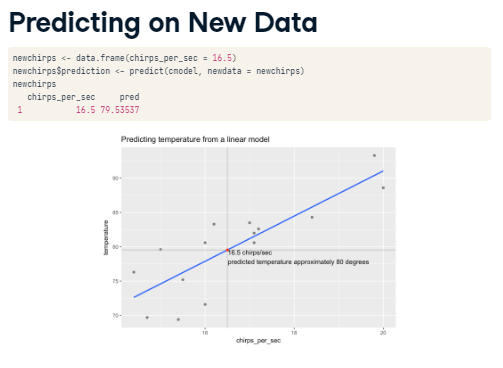 Predicting on New Data
newchirps <- data.frame(chirps_per_sec = 16.5)
newchirps$prediction <- predict(cmodel, newdata = newchirps)
newchirps
chirps_per_sec pred
1 16.5 79.53537
Predicting temperature from a linear model
90
85
80
75
70
temperature
16.5 chirps/sec
predicted temperature approximately 80 degrees
16 18 20
chirps_per_sec